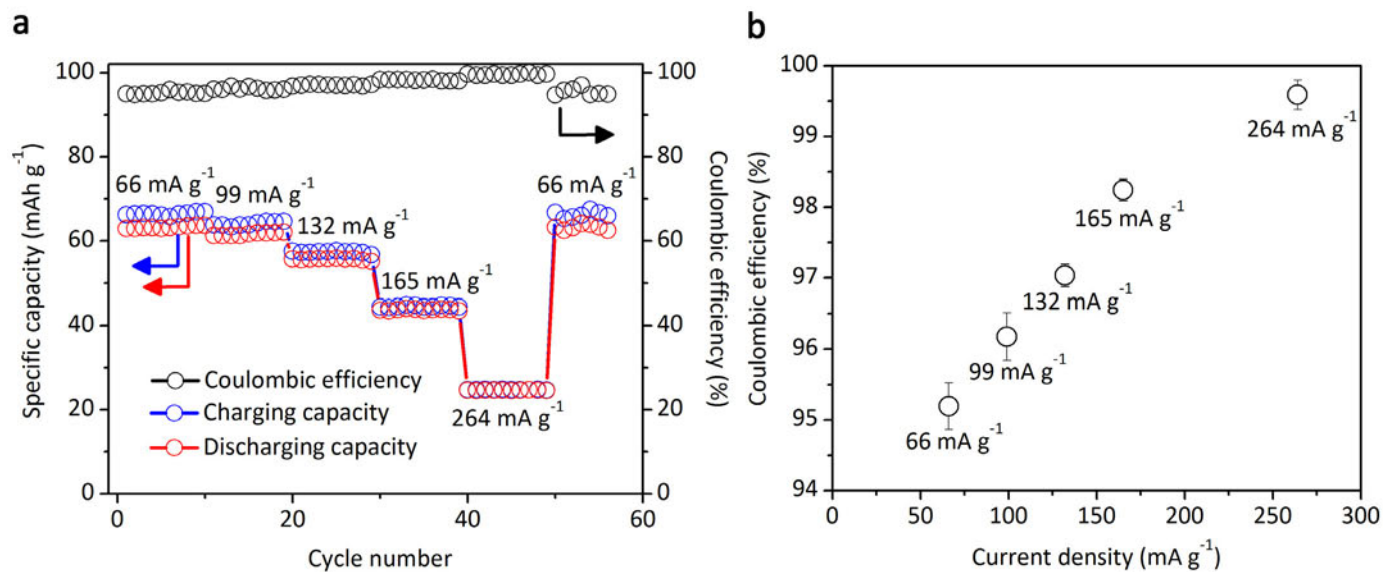 a
66 mA g⁻¹
99 mA g⁻¹
132 mA g⁻¹
165 mA g⁻¹
264 mA g⁻¹
66 mA g⁻¹
Coulombic efficiency
Charging capacity
Discharging capacity
100
80
60
40
20
0
Specific capacity (mAh g⁻¹)
100
80
60
40
20
0
Coulombic efficiency
(%)
0
20
40
60
Cycle number
b
100
99
98
97
96
95
94
Coulombic efficiency (%)
264 mA g⁻¹
165 mA g⁻¹
132 mA g⁻¹
99 mA g⁻¹
66 mA g⁻¹
0
50
100
150
200
250
300
Current density (mA g⁻¹)